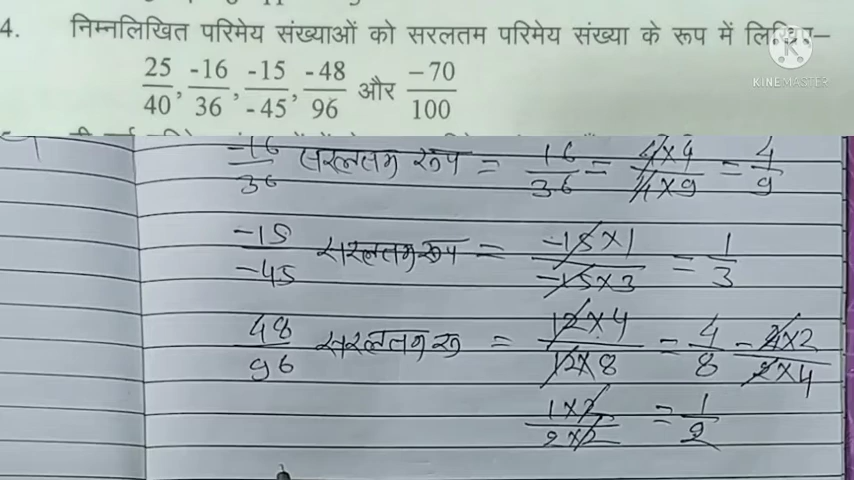 4. निम्नलिखित परिमेय संख्याओं को सरलतम परिमेय संख्या के रूप में लिखिए–
25/40, -16/36, -15/-45, -48/96 और -70/100
KINEMASTER
-16/36 सरलतम रूप = 16/36 = 4×4/4×9 = 4/9
-15/-45 सरलतम रूप = -15×1/-15×3 = 1/3
48/96 सरलतम रू = 12×4/12×8 = 4/8 = 2×2/2×4
1×2/2×2 = 1/2